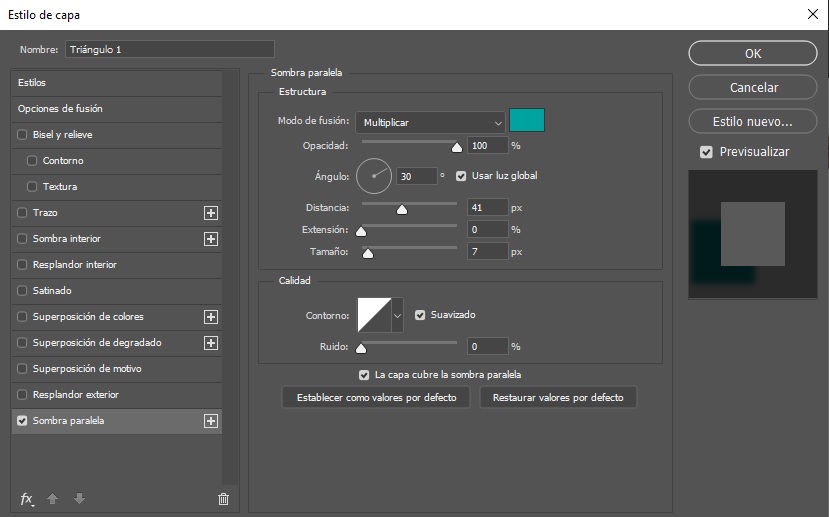 Estilo de capa
Nombre: Triángulo 1
Estilos
Opciones de fusión
Bisel y relieve
Contorno
Textura
Trazo
Sombra interior
Resplandor interior
Satinado
Superposición de colores
Superposición de degradado
Superposición de motivo
Resplandor exterior
Sombra paralela
fx
Sombra paralela
Estructura
Modo de fusión: Multiplicar
Opacidad: 100 %
Ángulo: 30 ° Usar luz global
Distancia: 41 px
Extensión: 0 %
Tamaño: 7 px
Calidad
Contorno: Suavizado
Ruido: 0 %
La capa cubre la sombra paralela
Establecer como valores por defecto Restaurar valores por defecto
OK
Cancelar
Estilo nuevo...
Previsualizar